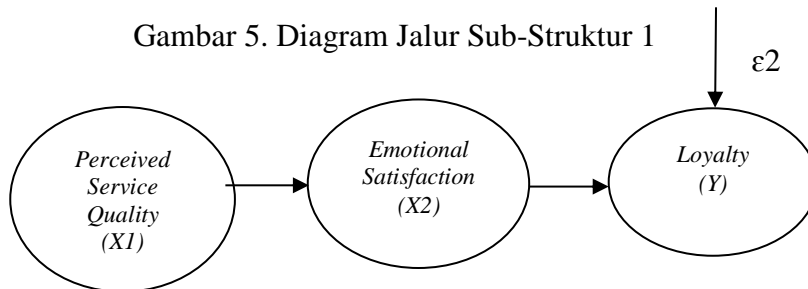 Gambar 5. Diagram Jalur Sub-Struktur 1
ε2
Perceived
Service
Quality
(X1)
Emotional
Satisfaction
(X2)
Loyalty
(Y)